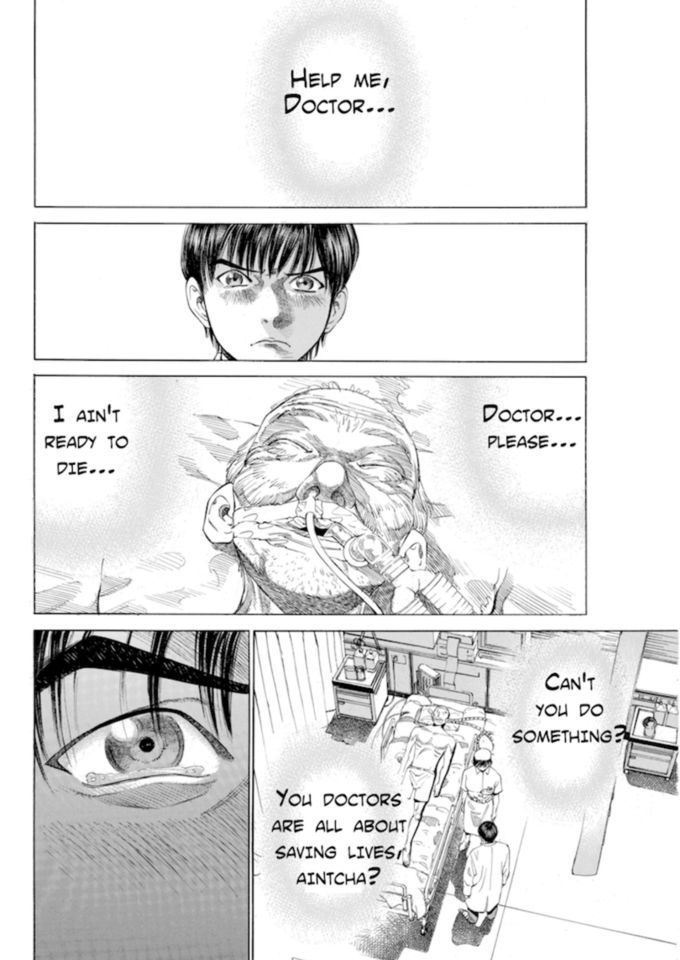 HELP ME,
DOCTOR...
DOCTOR...
PLEASE...
I AIN'T
READY TO
DIE...
CAN'T
YOU DO
SOMETHING?
YOU DOCTORS
ARE ALL ABOUT
SAVING LIVES,
AINTCHA?